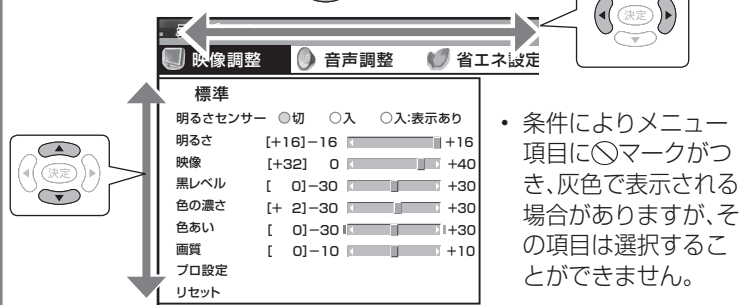 決定
映像調整 音声調整 省エネ設定
標準
明るさセンサー 切 入 入:表示あり
明るさ [+16] −16 +16
映像 [+32] 0 +40
黒レベル [ 0] −30 +30
色の濃さ [+ 2] −30 +30
色あい [ 0] −30 +30
画質 [ 0] −10 +10
プロ設定
リセット
決定
・ 条件によりメニュー
項目に🚫マークがつ
き、灰色で表示される
場合がありますが、そ
の項目は選択するこ
とができません。